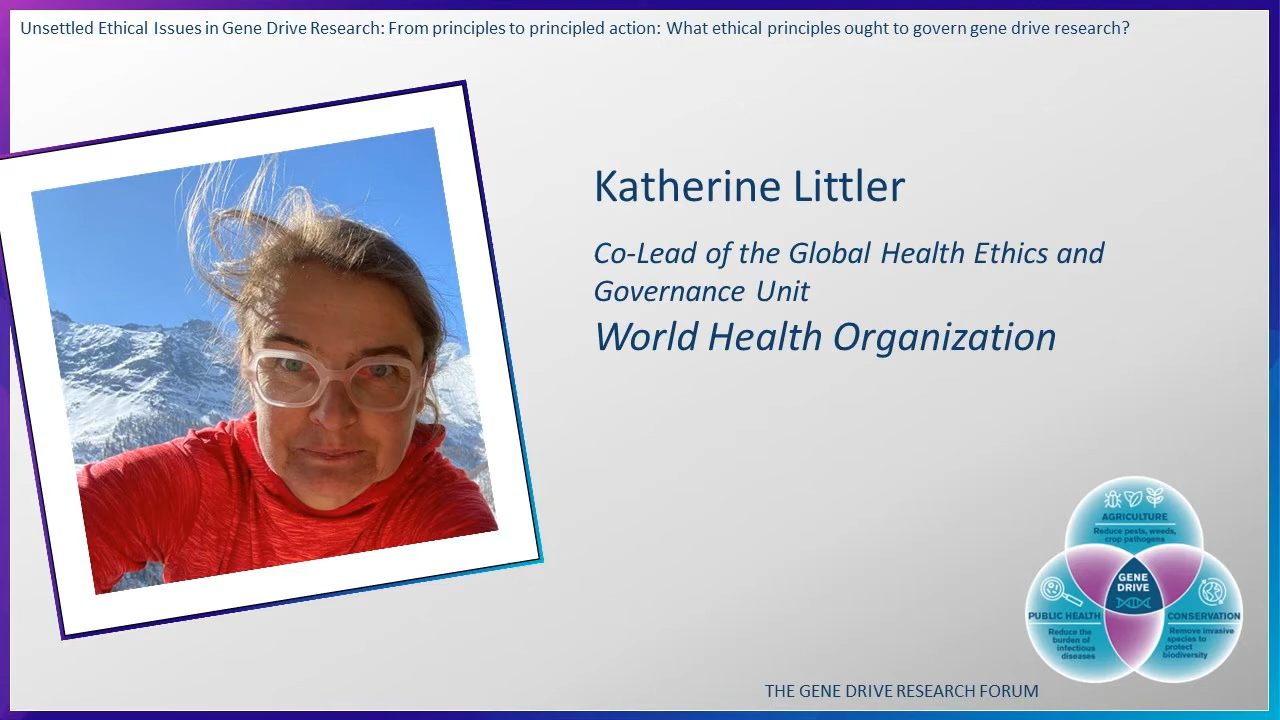 Unsettled Ethical Issues in Gene Drive Research: From principles to principled action: What ethical principles ought to govern gene drive research?
Katherine Littler
Co-Lead of the Global Health Ethics and
Governance Unit
World Health Organization
AGRICULTURE
Reduce pests, weeds,
crop pathogens
GENE
DRIVE
PUBLIC HEALTH
Reduce the
burden of
infectious
diseases
CONSERVATION
Remove invasive
species to
protect
biodiversity
THE GENE DRIVE RESEARCH FORUM